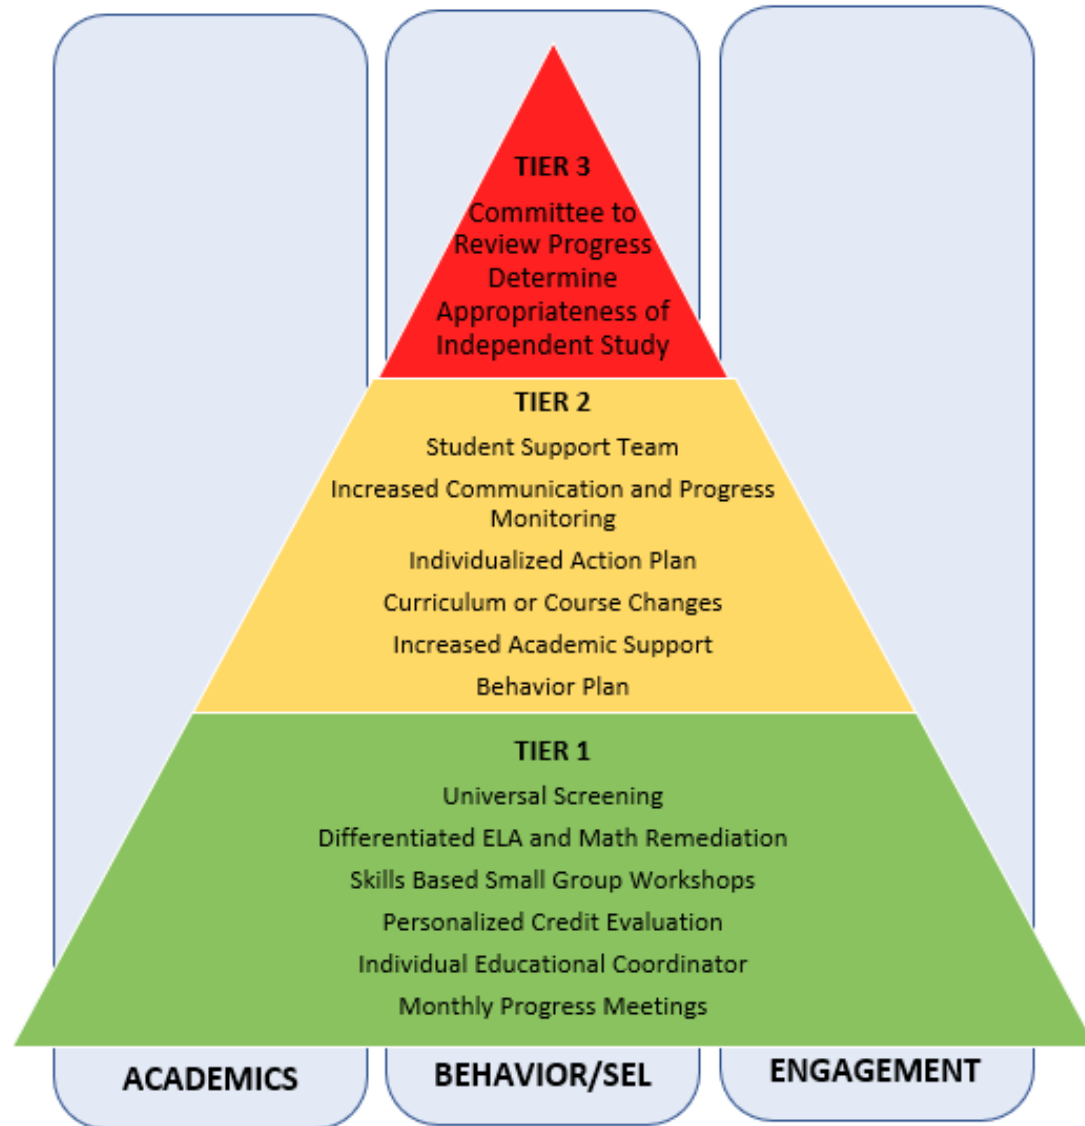 TIER 3
Committee to
Review Progress
Determine
Appropriateness of
Independent Study
TIER 2
Student Support Team
Increased Communication and Progress
Monitoring
Individualized Action Plan
Curriculum or Course Changes
Increased Academic Support
Behavior Plan
TIER 1
Universal Screening
Differentiated ELA and Math Remediation
Skills Based Small Group Workshops
Personalized Credit Evaluation
Individual Educational Coordinator
Monthly Progress Meetings
ACADEMICS
BEHAVIOR/SEL
ENGAGEMENT